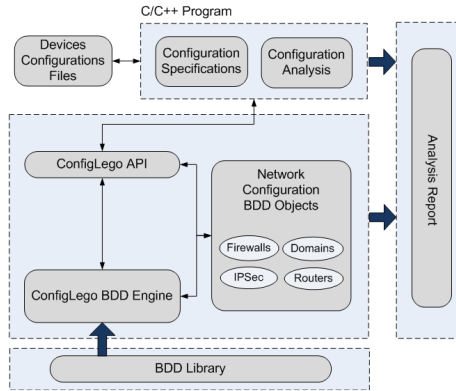 C/C++ Program
Devices
Configurations
Files
Configuration
Specifications
Configuration
Analysis
ConfigLego API
Network
Configuration
BDD Objects
Firewalls
Domains
IPSec
Routers
ConfigLego BDD Engine
BDD Library
Analysis Report